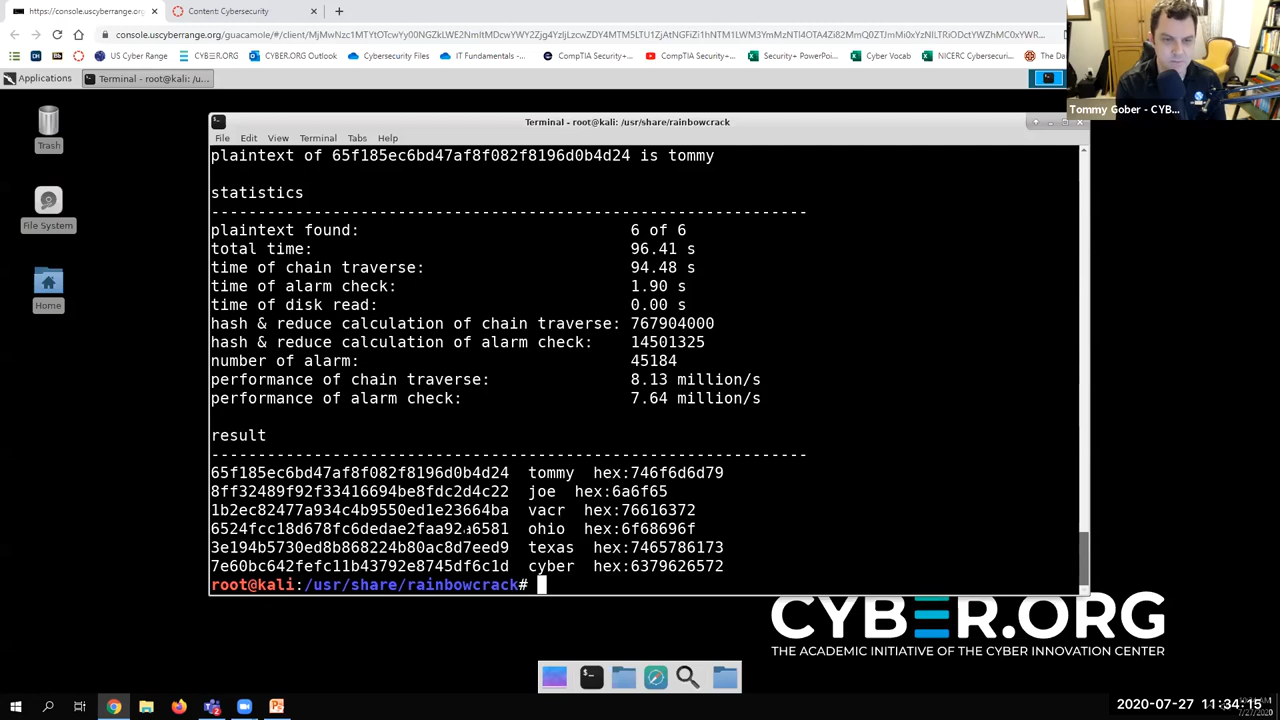 https://console.uscyberrange.org/
Content: Cybersecurity
console.uscyberrange.org/guacamole/#/client/
US Cyber Range
CYBER.ORG
CYBER.ORG Outlook
Cybersecurity Files
IT Fundamentals -...
CompTIA Security+...
CompTIA Security+...
Security+ PowerPoi...
Cyber Vocab
NICERC Cybersecuri...
The Da
Tommy Gober - CYB...
Applications
Terminal - root@kali: /u...
Trash
File System
Home
Terminal - root@kali: /usr/share/rainbowcrack
File Edit View Terminal Tabs Help
plaintext of 65f185ec6bd47af8f082f8196d0b4d24 is tommy
statistics
-----------------------------------------------------------------
plaintext found: 6 of 6
total time: 96.41 s
time of chain traverse: 94.48 s
time of alarm check: 1.90 s
time of disk read: 0.00 s
hash & reduce calculation of chain traverse: 767904000
hash & reduce calculation of alarm check: 14501325
number of alarm: 45184
performance of chain traverse: 8.13 million/s
performance of alarm check: 7.64 million/s
result
-----------------------------------------------------------------
65f185ec6bd47af8f082f8196d0b4d24 tommy hex:746f6d6d79
8ff32489f92f33416694be8fdc2d4c22 joe hex:6a6f65
1b2ec82477a934c4b9550ed1e23664ba vacr hex:76616372
6524fcc18d678fc6dedae2faa92a6581 ohio hex:6f68696f
3e194b5730ed8b868224b80ac8d7eed9 texas hex:7465786173
7e60bc642fefc11b43792e8745df6c1d cyber hex:6379626572
root@kali:/usr/share/rainbowcrack#
CYBER.ORG
THE ACADEMIC INITIATIVE OF THE CYBER INNOVATION CENTER
2020-07-27 11:34:15